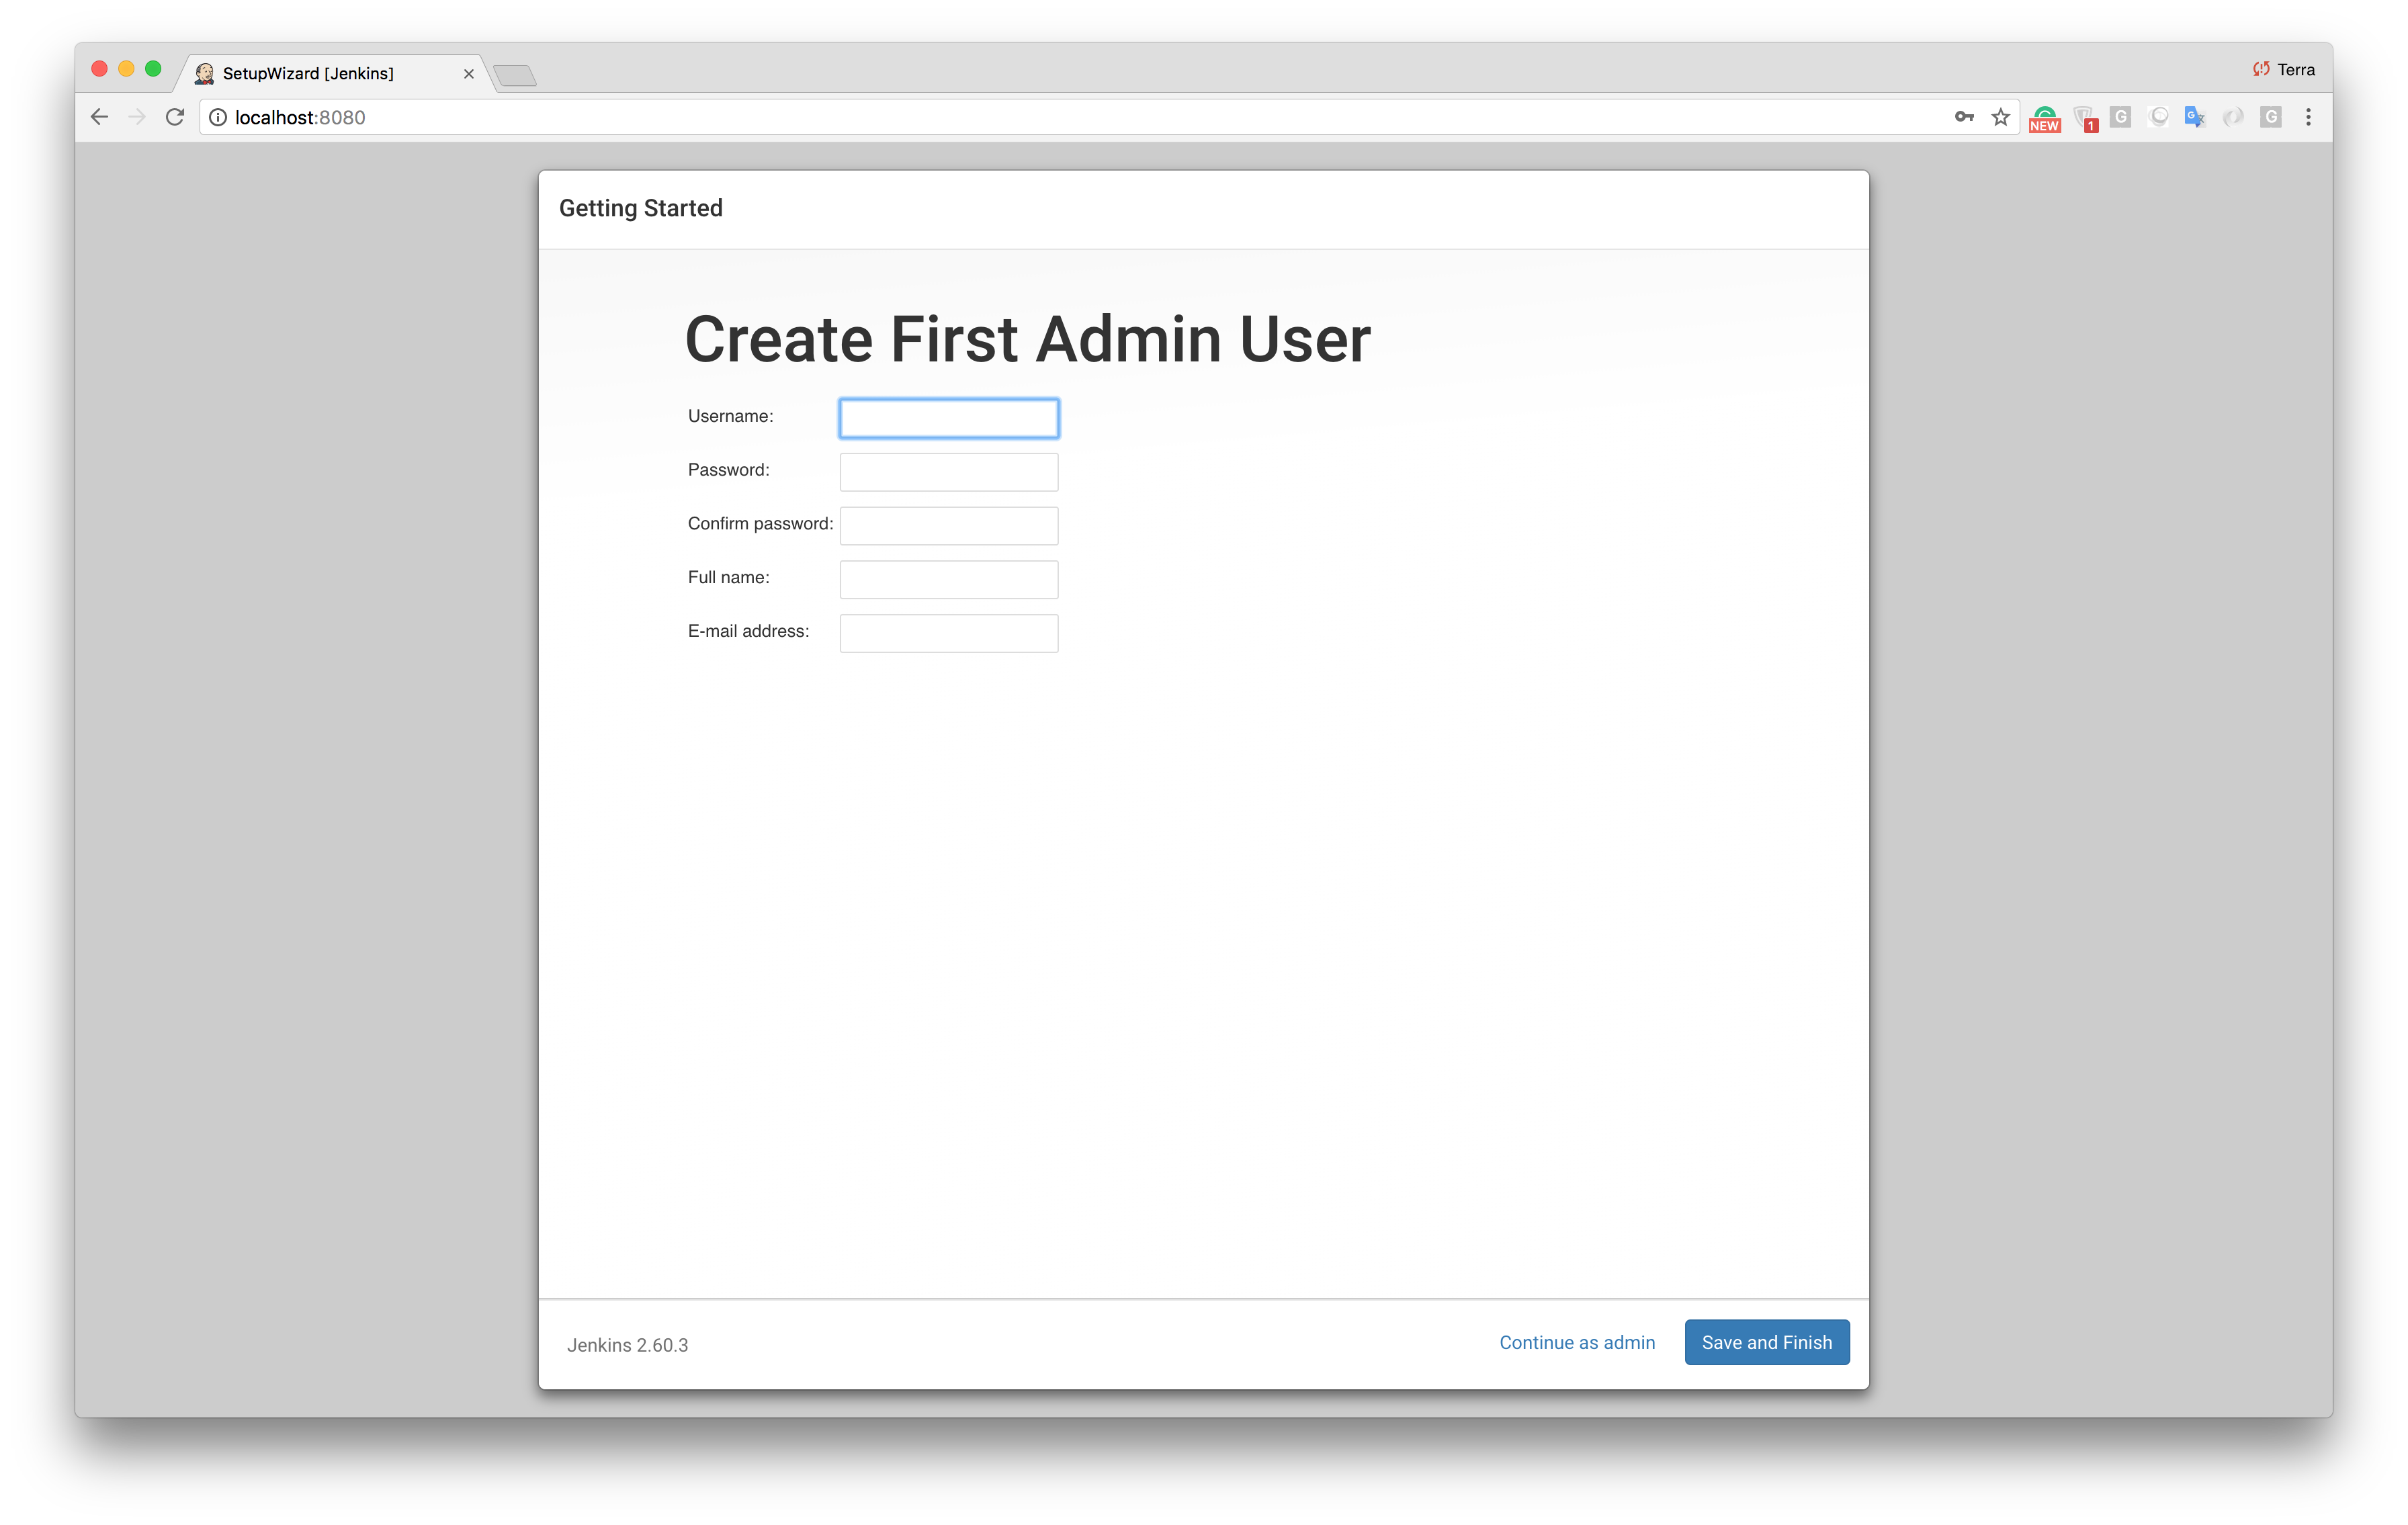 SetupWizard [Jenkins]
Terra
localhost:8080
NEW
1
G
G
G
Getting Started
Create First Admin User
Username:
Password:
Confirm password:
Full name:
E-mail address:
Jenkins 2.60.3
Continue as admin
Save and Finish